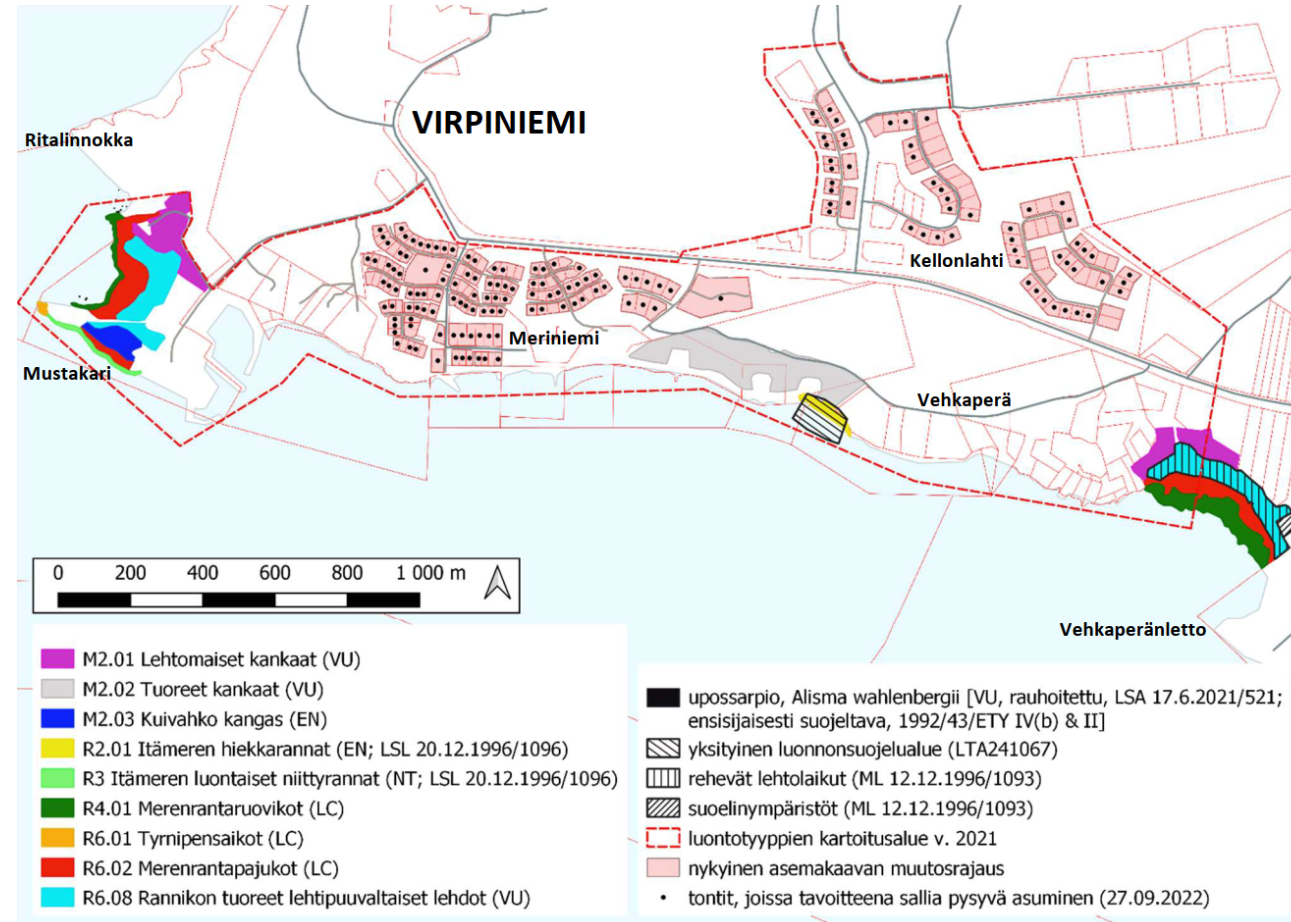 VIRPINIEMI
Ritalinnokka
Kellonlahti
Meriniemi
Mustakari
Vehkaperä
0 200 400 600 800 1 000 m
Vehkaperänletto
M2.01 Lehtomaiset kankaat (VU)
M2.02 Tuoreet kankaat (VU)
M2.03 Kuivahko kangas (EN)
R2.01 Itämeren hiekkarannat (EN; LSL 20.12.1996/1096)
R3 Itämeren luontaiset niittyrannat (NT; LSL 20.12.1996/1096)
R4.01 Merenrantaruovikot (LC)
R6.01 Tyrnipensaikot (LC)
R6.02 Merenrantapajukot (LC)
R6.08 Rannikon tuoreet lehtipuuvaltaiset lehdot (VU)
upossarpio, Alisma wahlenbergii [VU, rauhoitettu, LSA 17.6.2021/521;
ensisijaisesti suojeltava, 1992/43/ETY IV(b) & II]
yksityinen luonnonsuojelualue (LTA241067)
rehevät lehtolaikut (ML 12.12.1996/1093)
suoelinympäristöt (ML 12.12.1996/1093)
luontotyyppien kartoitusalue v. 2021
nykyinen asemakaavan muutosrajaus
tontit, joissa tavoitteena sallia pysyvä asuminen (27.09.2022)